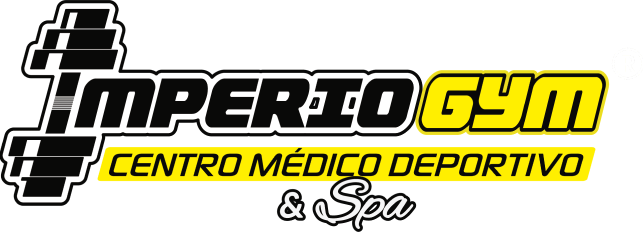 IMPERIO GYM
CENTRO MÉDICO DEPORTIVO
& Spa